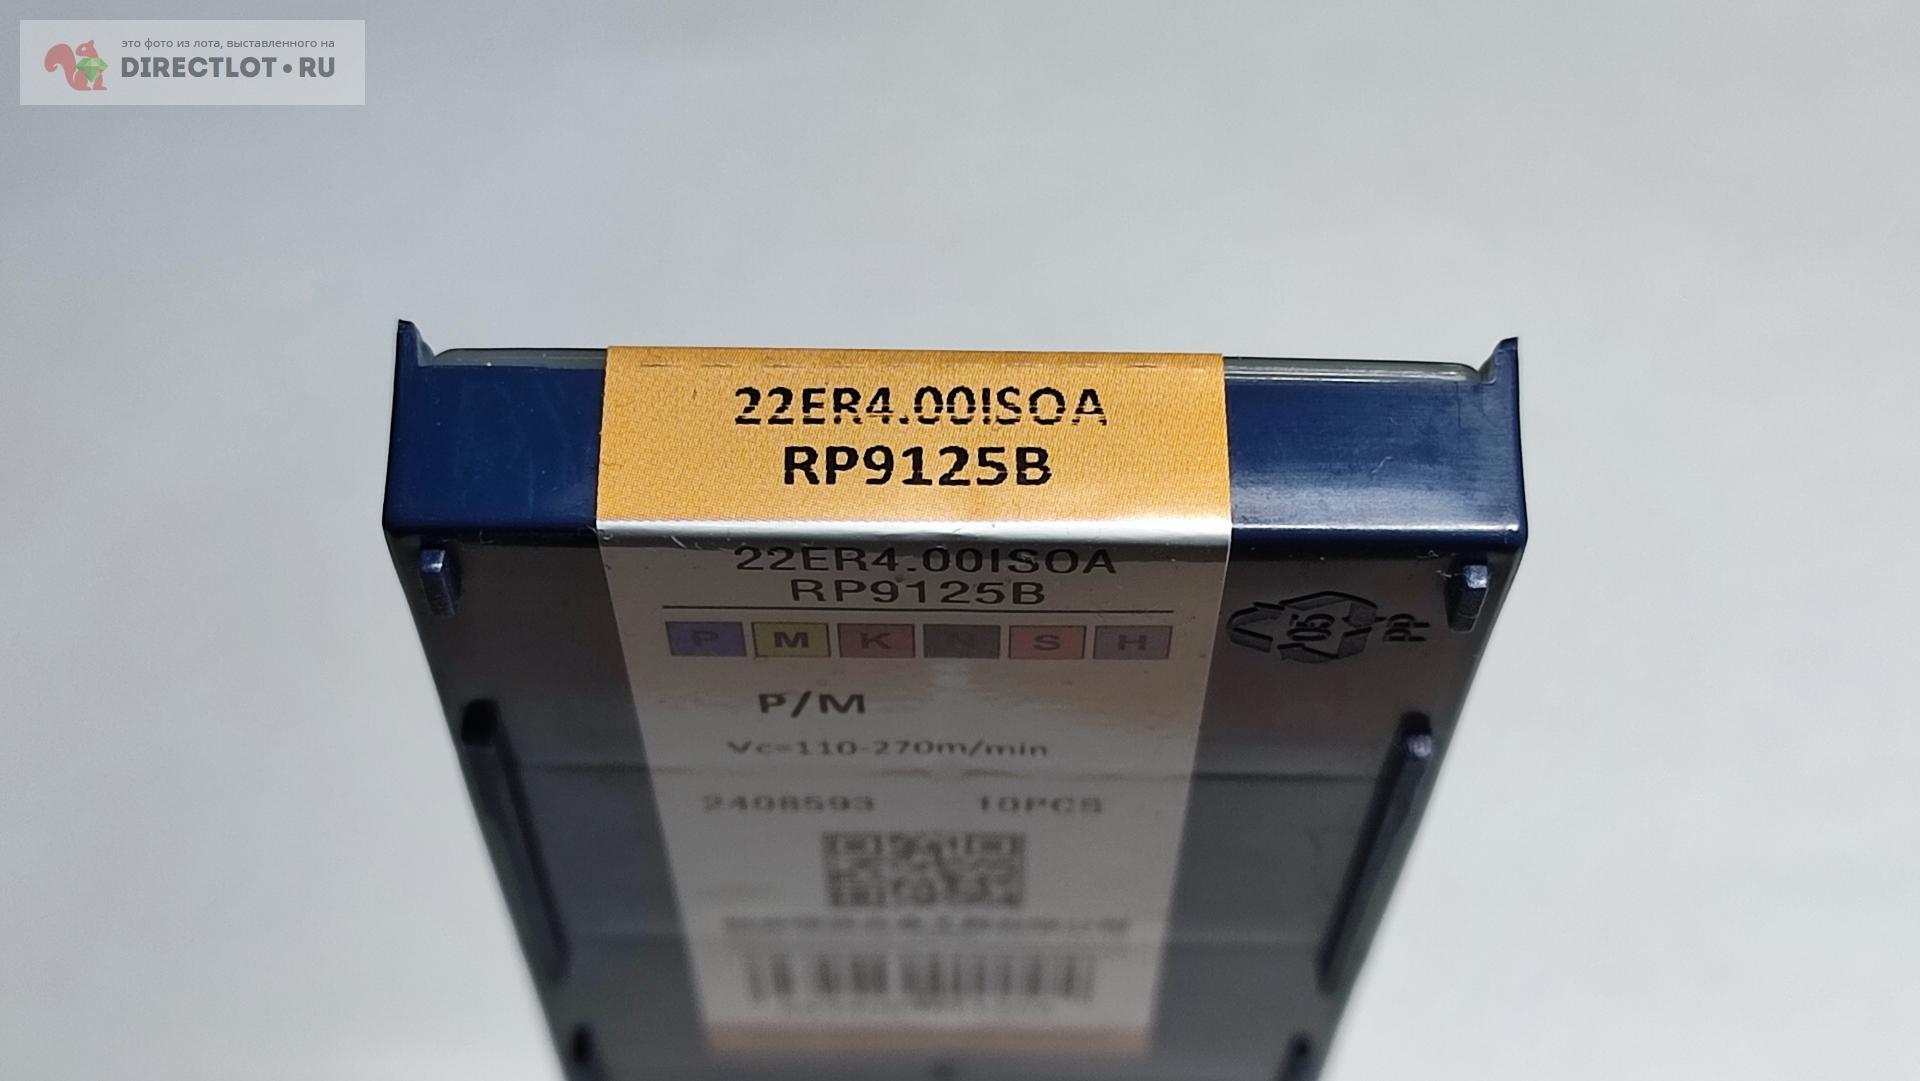 это фото из лота, выставленного на
DIRECTLOT•RU
22ER4.00ISOA
RP9125B
22ER4.00ISOA
RP9125B
P M K N S H
05 PP
P/M
Vc=110-270m/min
2408593 10PCS